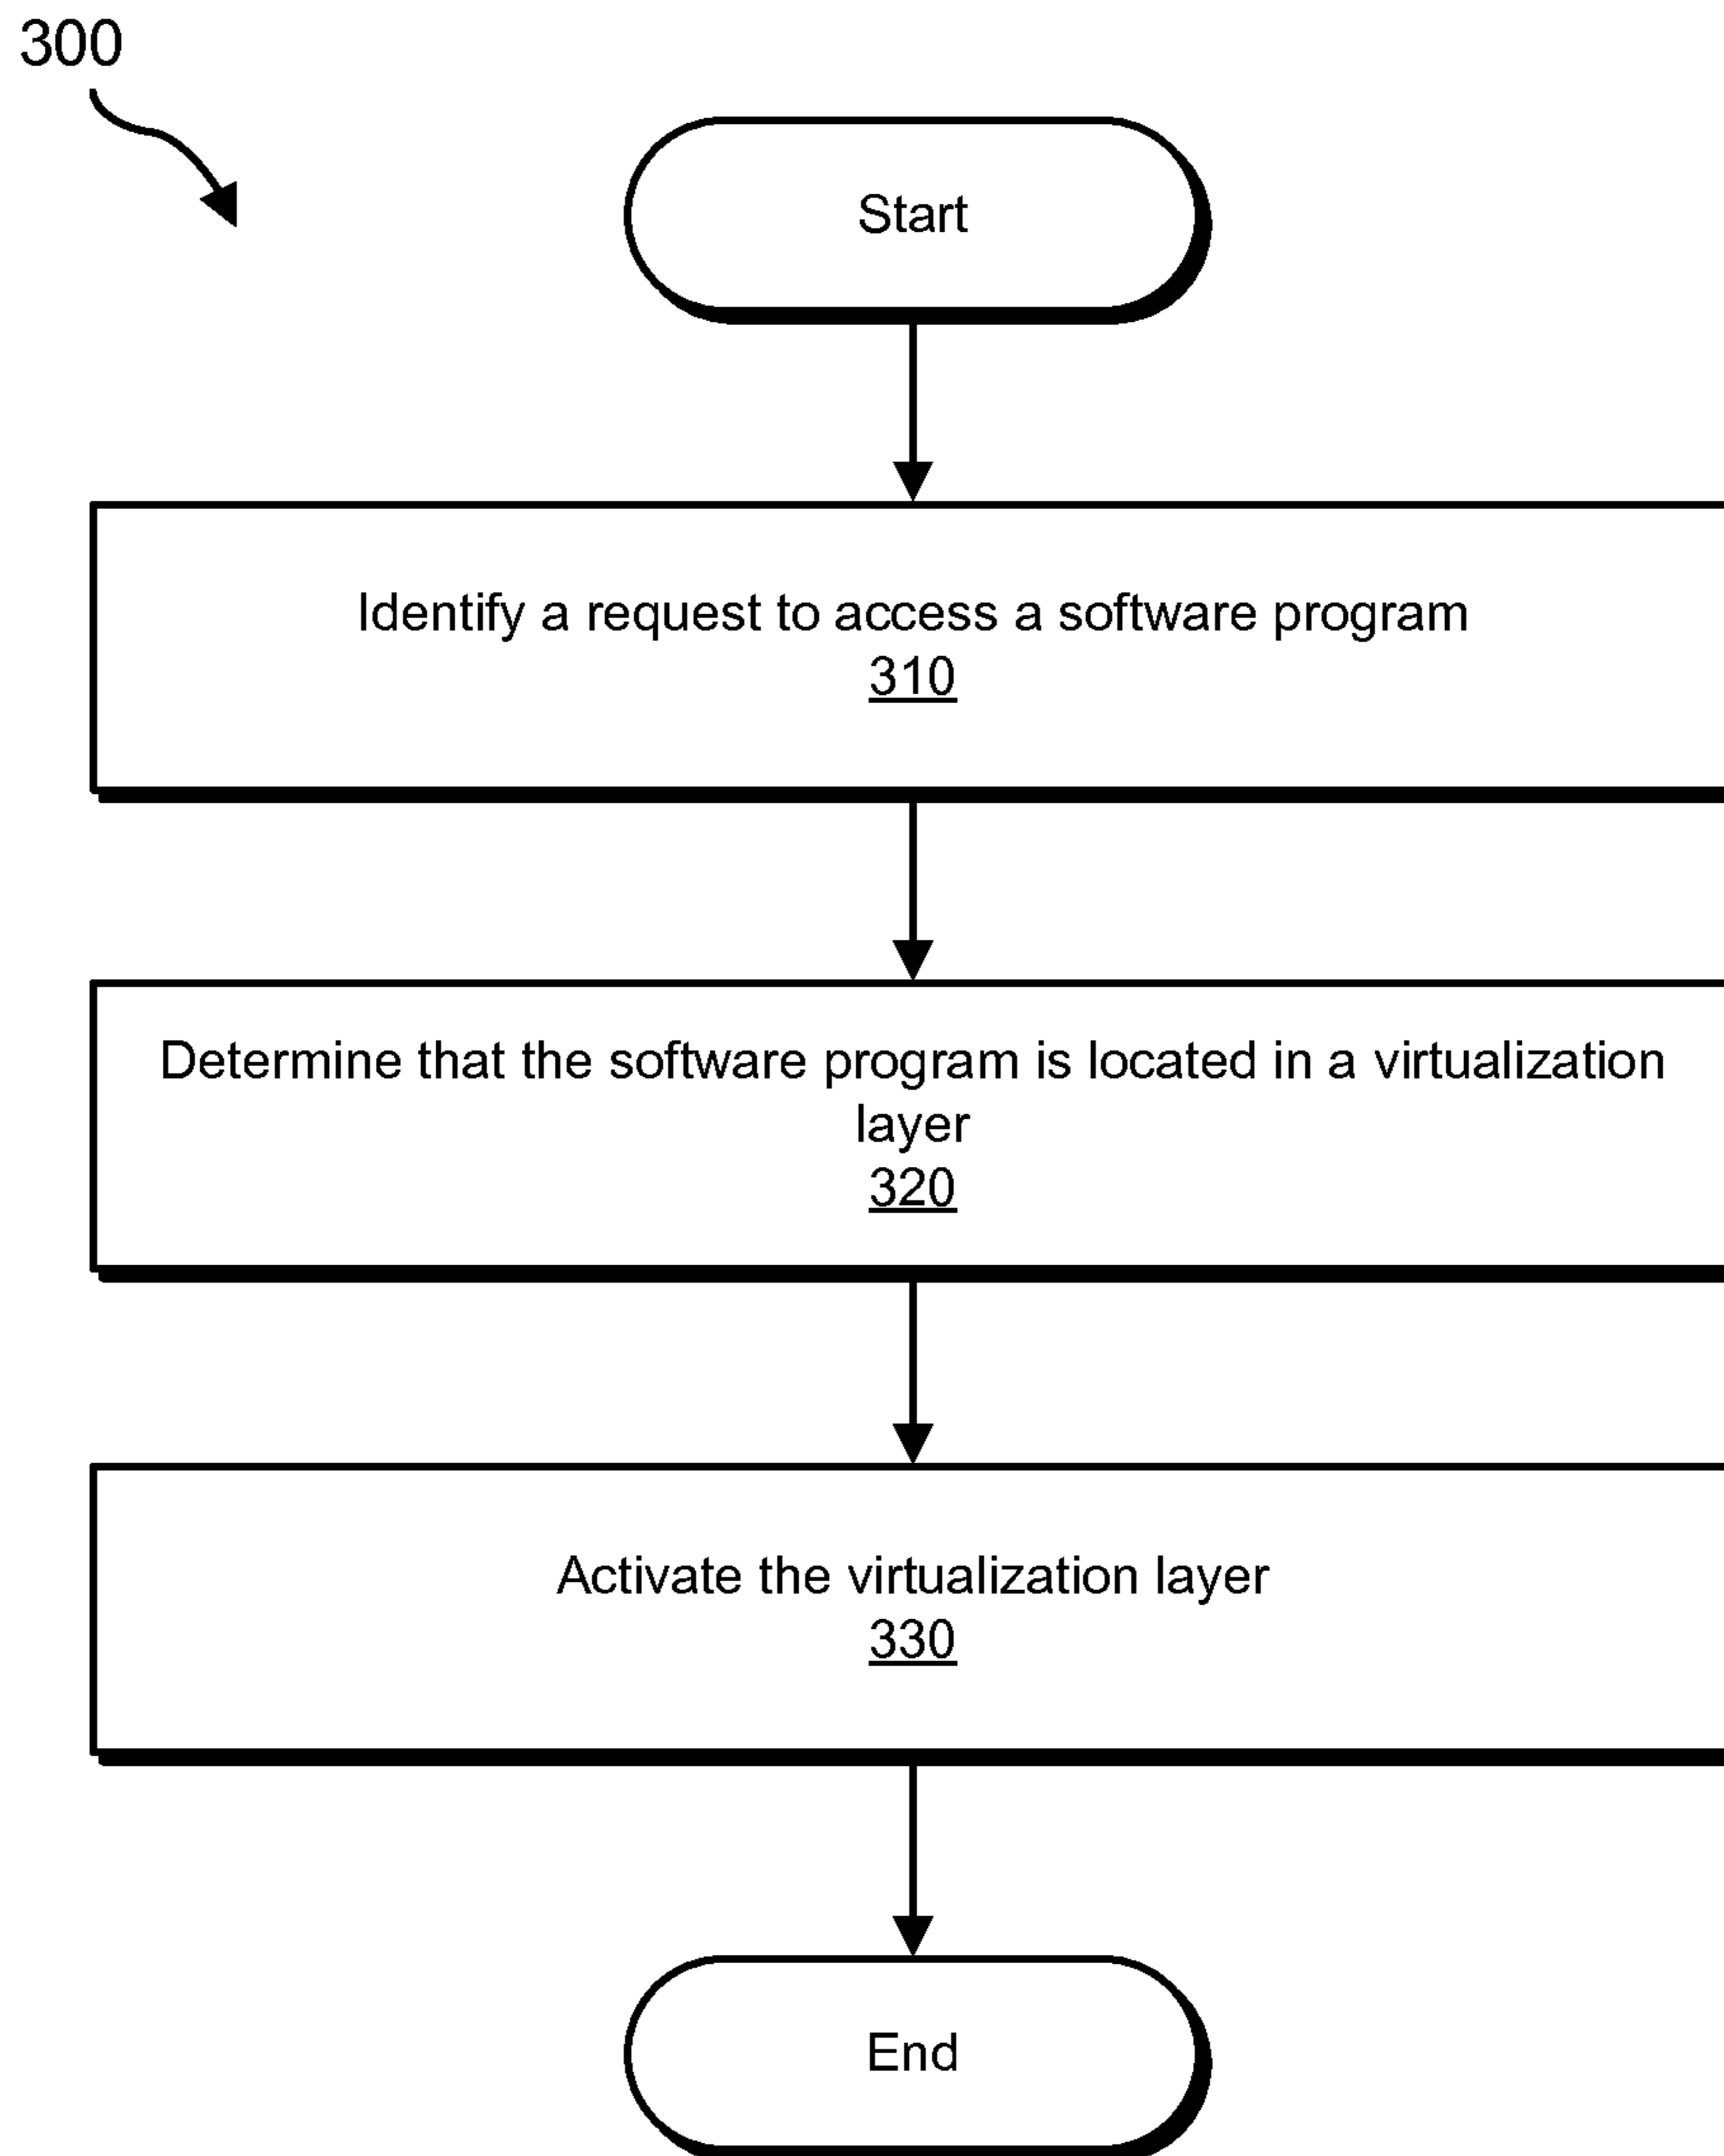 300
Start
Identify a request to access a software program
310
Determine that the software program is located in a virtualization
layer
320
Activate the virtualization layer
330
End